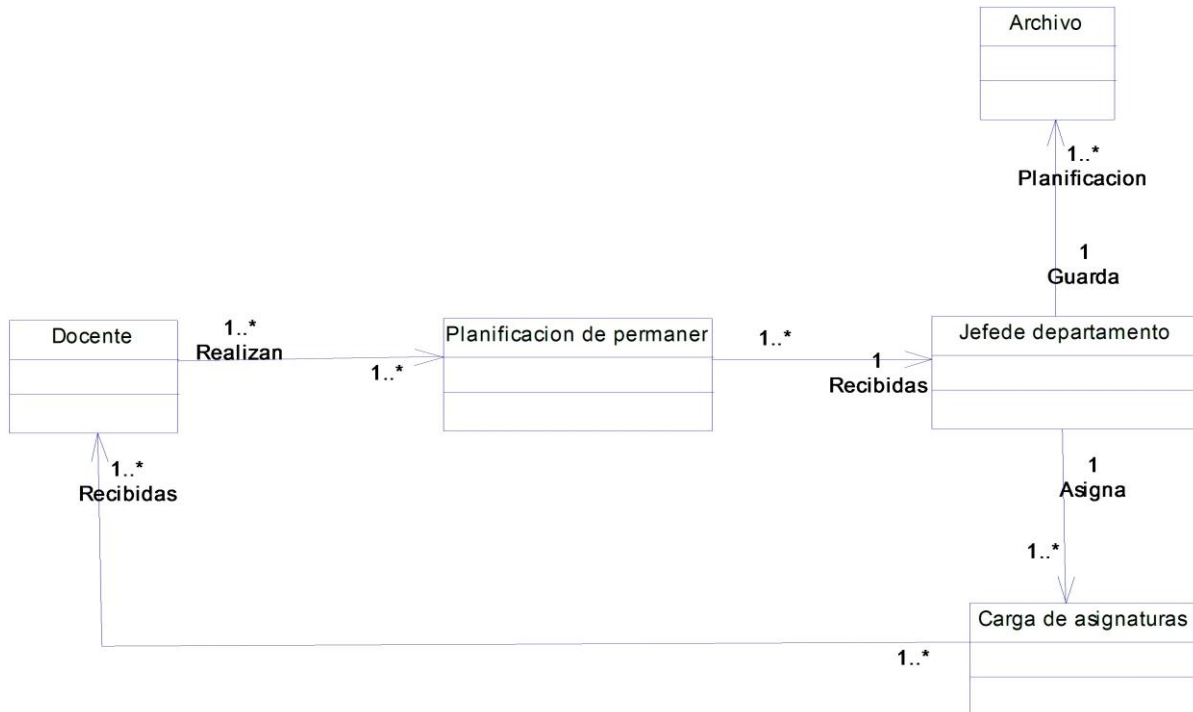 Archivo
1..*
Planificacion
1
Guarda
Docente
1..*
Realizan
1..*
Planificacion de permaner
1..*
1
Recibidas
Jefede departamento
1..*
Recibidas
1
Asigna
1..*
Carga de asignaturas
1..*